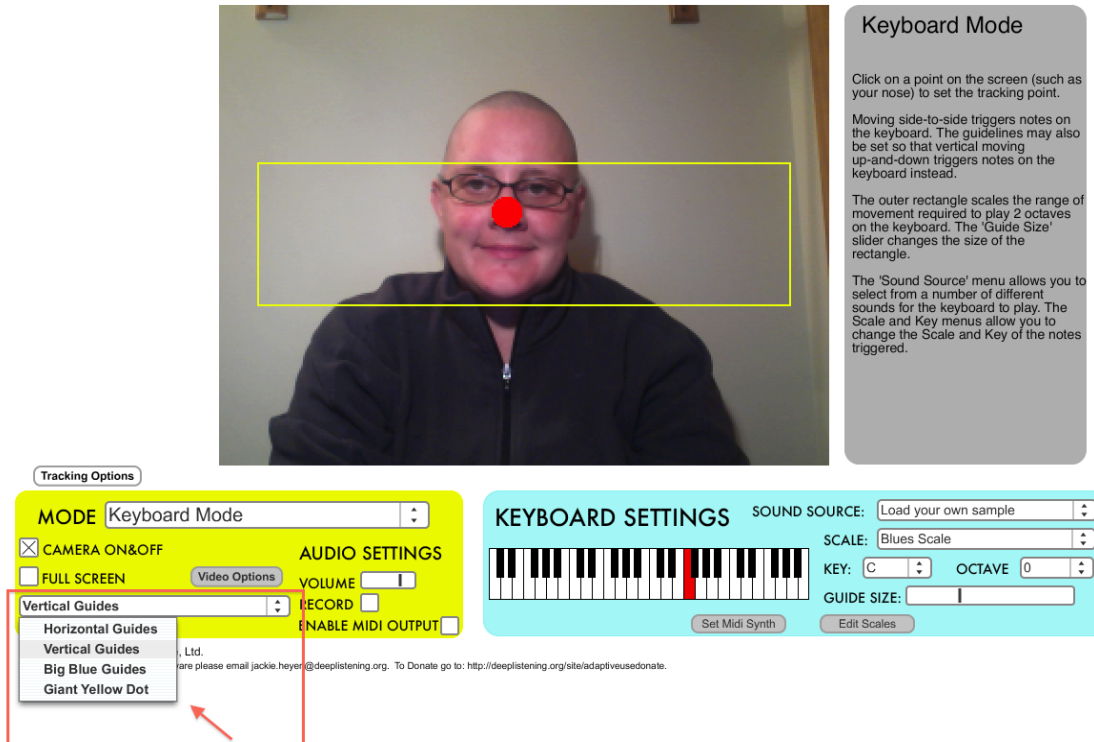 Keyboard Mode
Click on a point on the screen (such as
your nose) to set the tracking point.
Moving side-to-side triggers notes on
the keyboard. The guidelines may also
be set so that vertical moving
up-and-down triggers notes on the
keyboard instead.
The outer rectangle scales the range of
movement required to play 2 octaves
on the keyboard. The 'Guide Size'
slider changes the size of the
rectangle.
The 'Sound Source' menu allows you to
select from a number of different
sounds for the keyboard to play. The
Scale and Key menus allow you to
change the Scale and Key of the notes
triggered.
Tracking Options
MODE Keyboard Mode
CAMERA ON&OFF
FULL SCREEN
Video Options
Vertical Guides
Horizontal Guides
Vertical Guides
Big Blue Guides
Giant Yellow Dot
AUDIO SETTINGS
VOLUME
RECORD
ENABLE MIDI OUTPUT
KEYBOARD SETTINGS
SOUND SOURCE: Load your own sample
SCALE: Blues Scale
KEY: C OCTAVE 0
GUIDE SIZE:
Set Midi Synth
Edit Scales
, Ltd.
are please email jackie.heyen@deeplistening.org. To Donate go to: http://deeplistening.org/site/adaptiveusedonate.